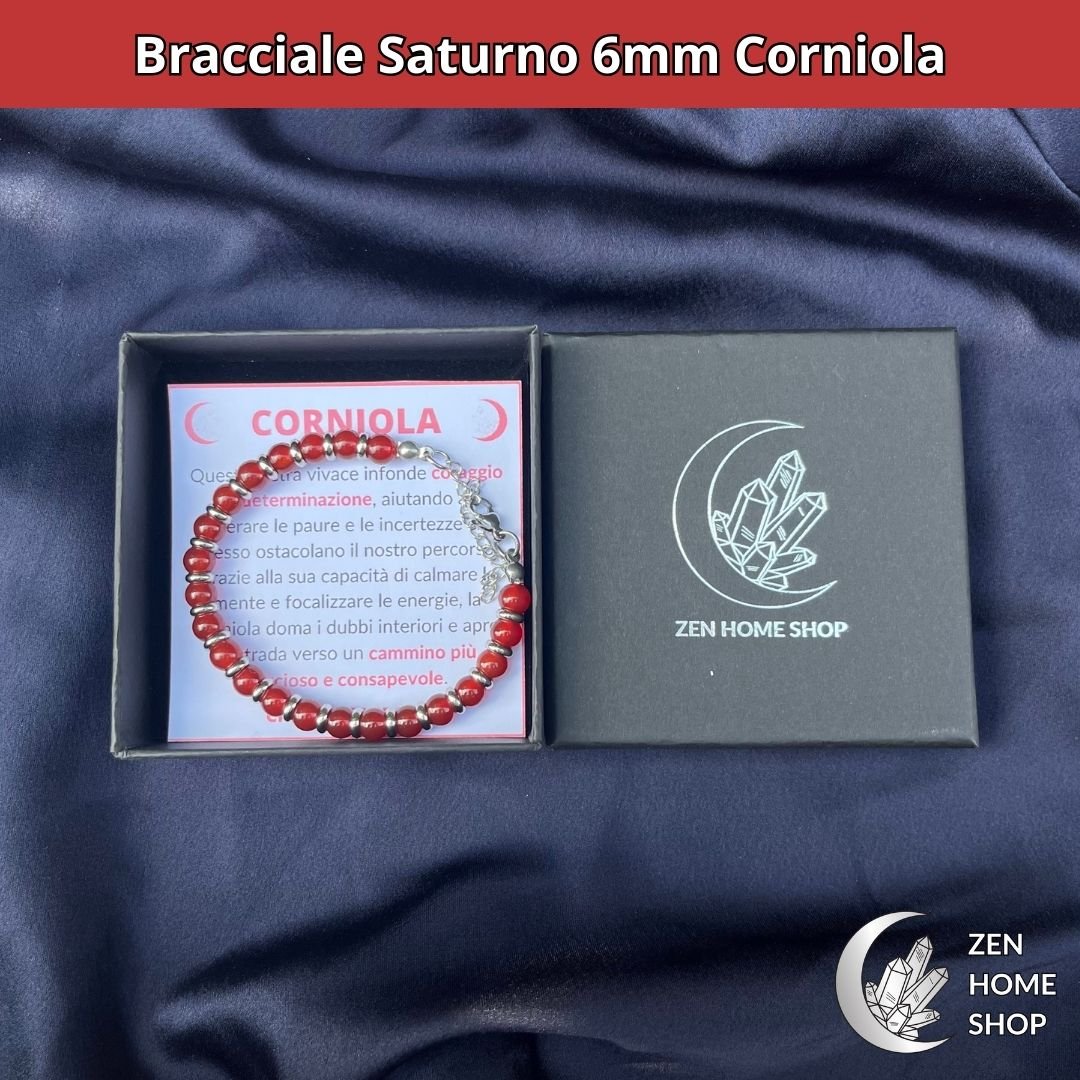 Bracciale Saturno 6mm Corniola
CORNIOLA
vivace infonde
determinazione, aiutando
le paure e le incertezze
ostacolano il nostro
alla sua capacità di calmare
mente e focalizzare le energie, la
doma i dubbi interiori e
verso un cammino più
e consapevole.
ZEN HOME SHOP
ZEN
HOME
SHOP